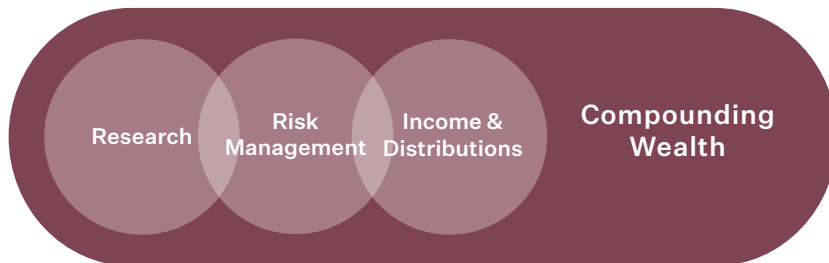 Research
Risk
Management
Income &
Distributions
Compounding
Wealth